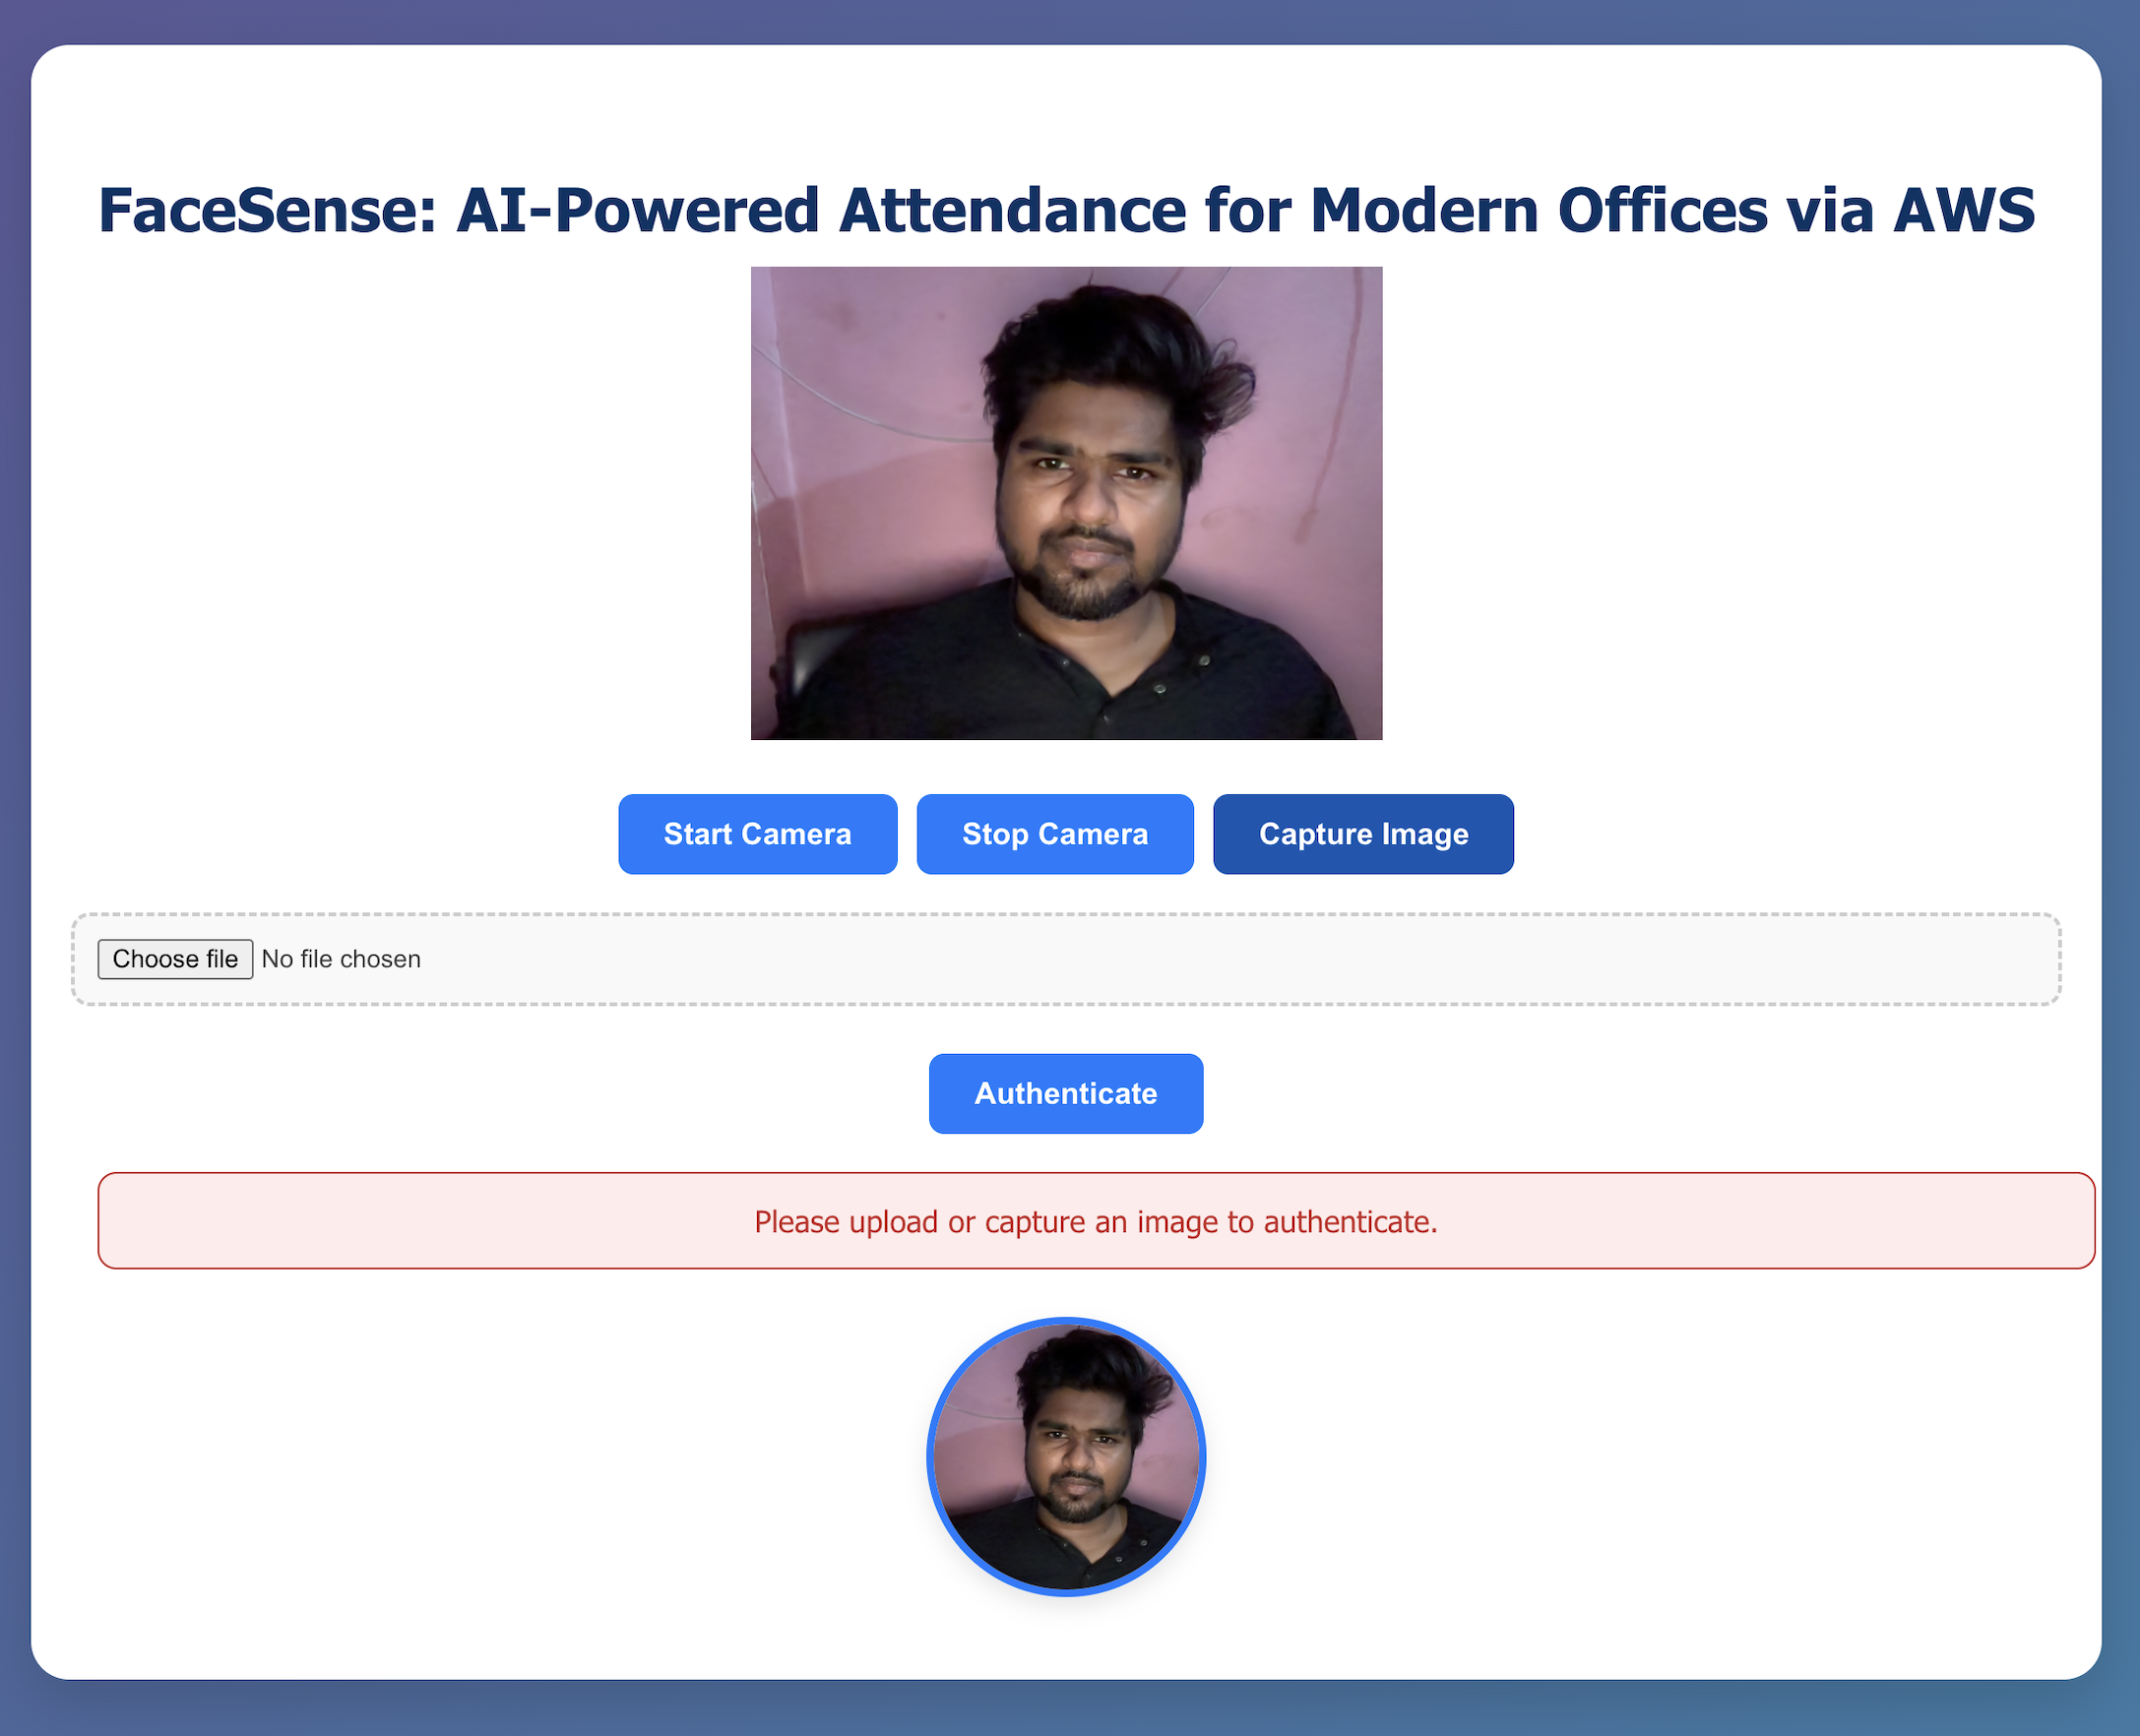 FaceSense: AI-Powered Attendance for Modern Offices via AWS
Start Camera
Stop Camera
Capture Image
Choose file No file chosen
Authenticate
Please upload or capture an image to authenticate.